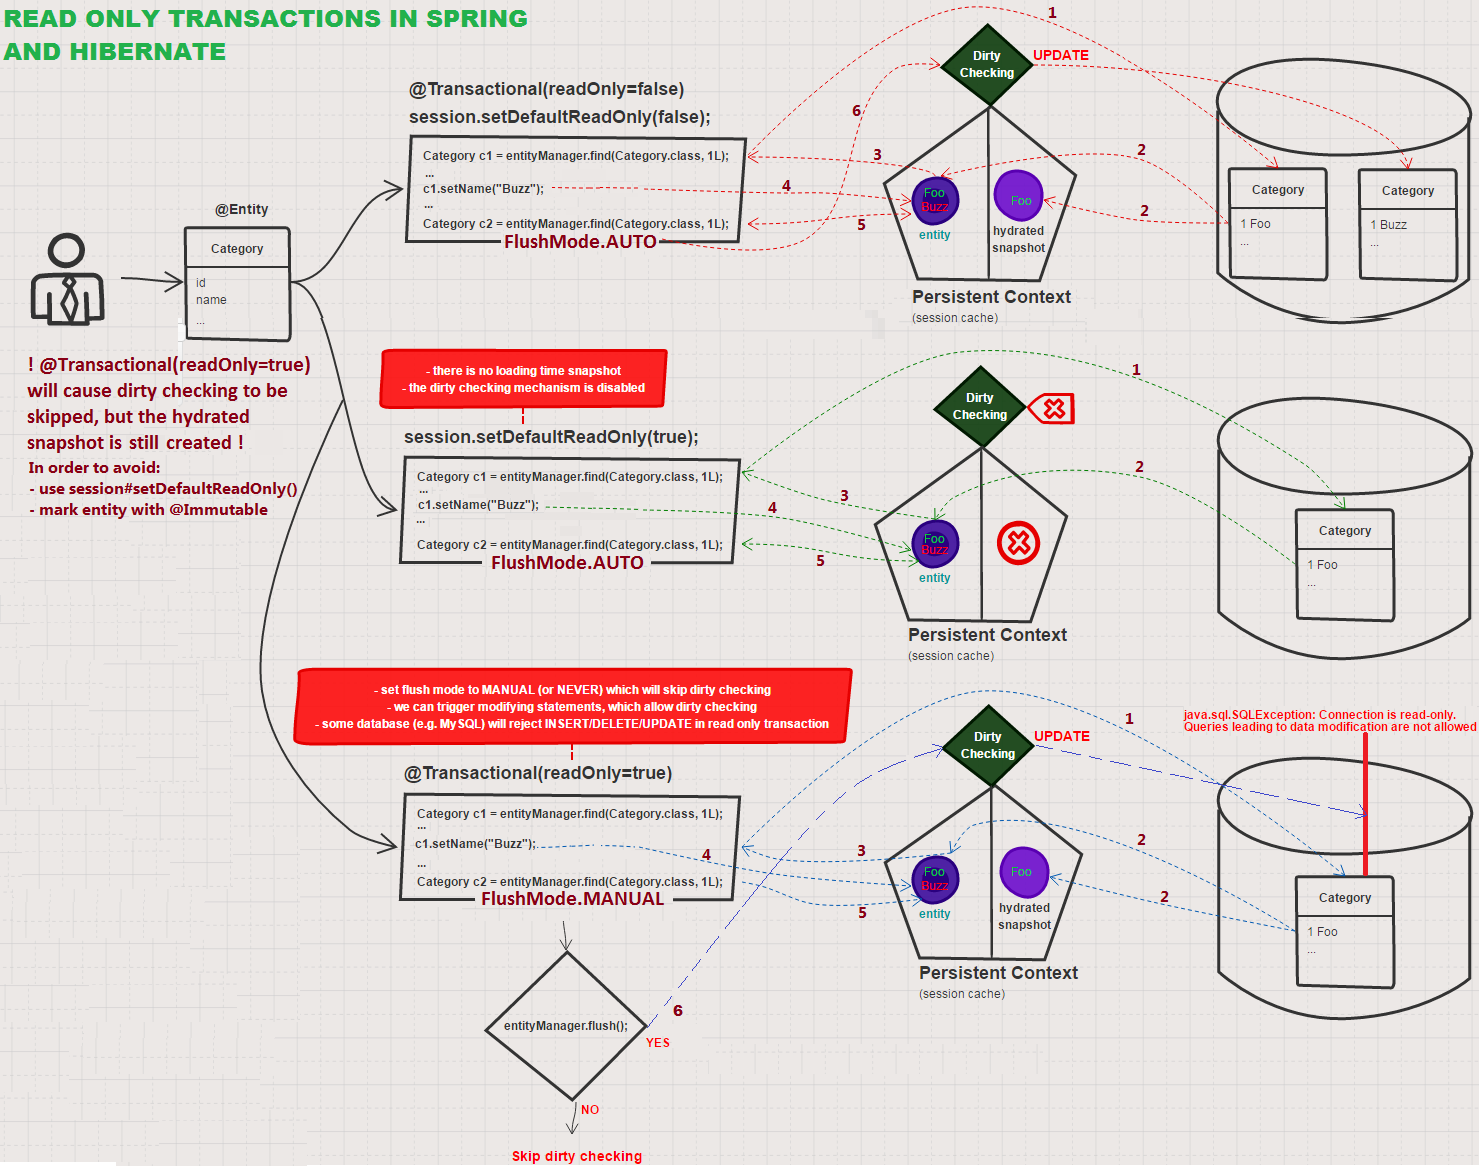 READ ONLY TRANSACTIONS IN SPRING
AND HIBERNATE
@Transactional(readOnly=false)
session.setDefaultReadOnly(false);
Category c1 = entityManager.find(Category.class, 1L);
...
c1.setName("Buzz");
...
Category c2 = entityManager.find(Category.class, 1L);
FlushMode.AUTO
1
6
3
4
5
2
2
Dirty
Checking
UPDATE
Foo
Buzz
entity
Foo
hydrated
snapshot
Persistent Context
(session cache)
Category
1 Foo
...
Category
1 Buzz
...
@Entity
Category
id
name
...
! @Transactional(readOnly=true)
will cause dirty checking to be
skipped, but the hydrated
snapshot is still created !
In order to avoid:
- use session#setDefaultReadOnly()
- mark entity with @Immutable
- there is no loading time snapshot
- the dirty checking mechanism is disabled
session.setDefaultReadOnly(true);
Category c1 = entityManager.find(Category.class, 1L);
...
c1.setName("Buzz");
...
Category c2 = entityManager.find(Category.class, 1L);
FlushMode.AUTO
1
2
3
4
5
Dirty
Checking
Foo
Buzz
entity
Persistent Context
(session cache)
Category
1 Foo
...
- set flush mode to MANUAL (or NEVER) which will skip dirty checking
- we can trigger modifying statements, which allow dirty checking
- some database (e.g. MySQL) will reject INSERT/DELETE/UPDATE in read only transaction
@Transactional(readOnly=true)
Category c1 = entityManager.find(Category.class, 1L);
...
c1.setName("Buzz");
...
Category c2 = entityManager.find(Category.class, 1L);
FlushMode.MANUAL
1
2
3
4
5
2
6
Dirty
Checking
UPDATE
java.sql.SQLException: Connection is read-only.
Queries leading to data modification are not allowed
Foo
Buzz
entity
Foo
hydrated
snapshot
Persistent Context
(session cache)
Category
1 Foo
...
entityManager.flush();
YES
NO
Skip dirty checking